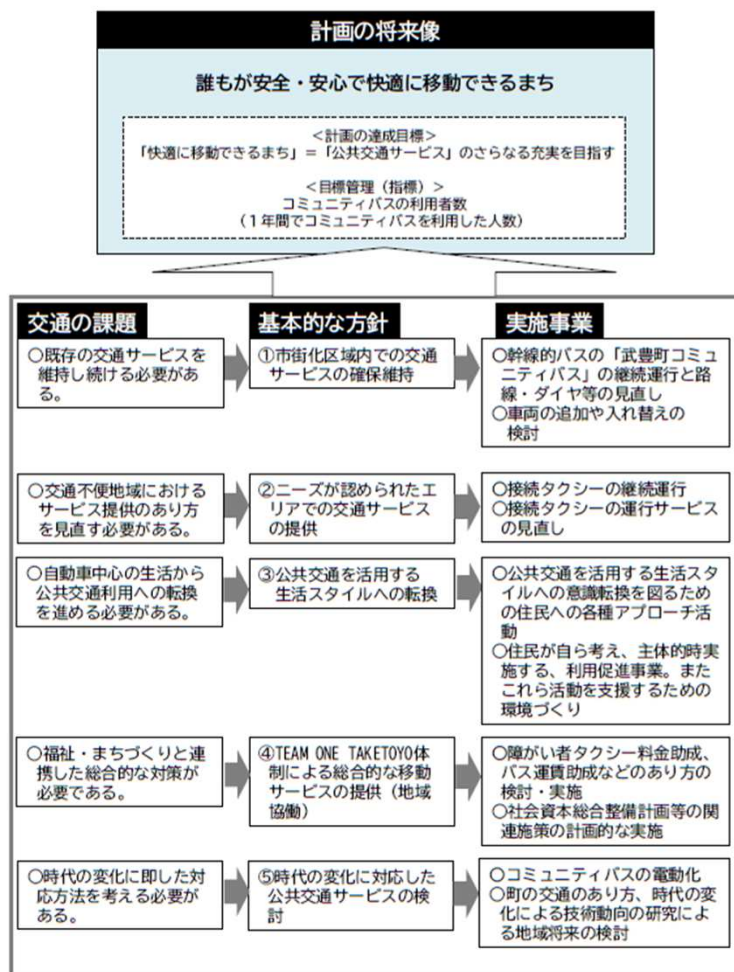 計画の将来像
誰もが安全・安心で快適に移動できるまち
＜計画の達成目標＞
「快適に移動できるまち」＝「公共交通サービス」のさらなる充実を目指す
＜目標管理（指標）＞
コミュニティバスの利用者数
（１年間でコミュニティバスを利用した人数）
交通の課題
基本的な方針
実施事業
○既存の交通サービスを
維持し続ける必要があ
る。
①市街化区域内での交通
サービスの確保維持
○幹線的バスの「武豊町コミュ
ニティバス」の継続運行と路
線・ダイヤ等の見直し
○車両の追加や入れ替えの
検討
○交通不便地域における
サービス提供のあり方
を見直す必要がある。
②ニーズが認められたエ
リアでの交通サービス
の提供
○接続タクシーの継続運行
○接続タクシーの運行サービス
の見直し
○自動車中心の生活から
公共交通利用への転換
を進める必要がある。
③公共交通を活用する
生活スタイルへの転換
○公共交通を活用する生活スタ
イルへの意識転換を図るため
の住民への各種アプローチ活
動
○住民が自ら考え、主体的時実
施する、利用促進事業。また
これら活動を支援するための
環境づくり
○福祉・まちづくりと連
携した総合的な対策が
必要である。
④TEAM ONE TAKETOYO体
制による総合的な移動
サービスの提供（地域
協働）
○障がい者タクシー料金助成、
バス運賃助成などのあり方の
検討・実施
○社会資本総合整備計画等の関
連施策の計画的な実施
○時代の変化に即した対
応方法を考える必要が
ある。
⑤時代の変化に対応した
公共交通サービスの検
討
○コミュニティバスの電動化
○町の交通のあり方、時代の変
化による技術動向の研究によ
る地域将来の検討